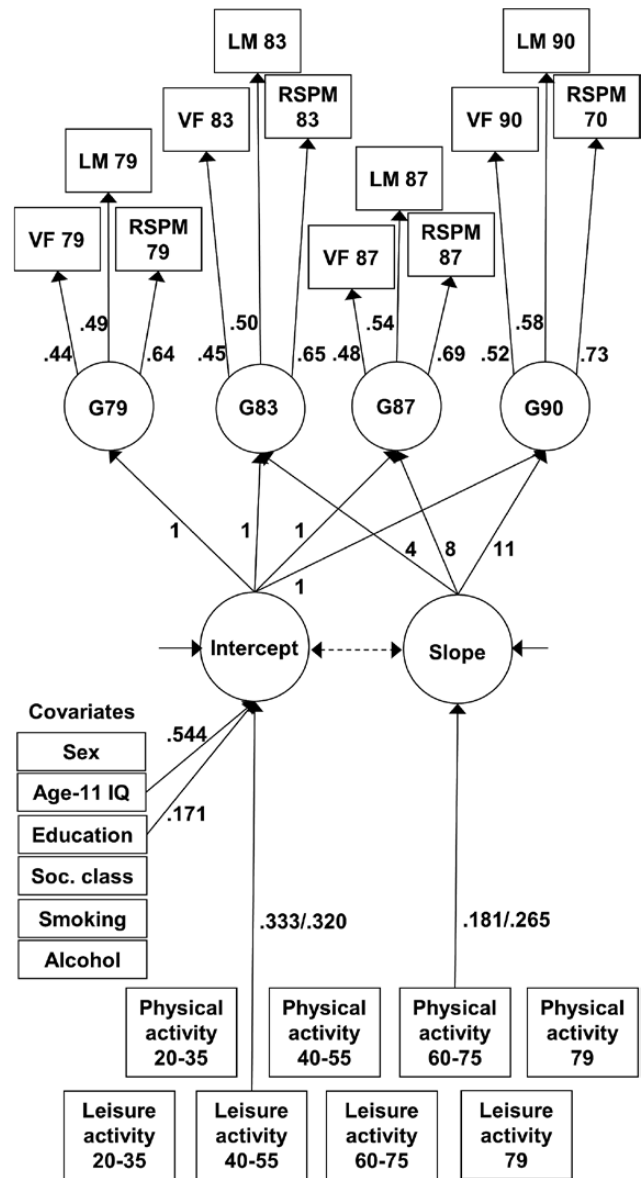 LM 83
LM 90
VF 83
RSPM
83
VF 90
RSPM
70
LM 79
LM 87
VF 79
RSPM
79
VF 87
RSPM
87
.49
.50
.54
.58
.44
.64
.45
.65
.48
.69
.52
.73
G79
G83
G87
G90
1
1
1
4
8
11
1
Intercept
Slope
Covariates
.544
Sex
Age-11 IQ
.171
Education
Soc. class
Smoking
.333/.320
.181/.265
Alcohol
Physical
activity
20-35
Physical
activity
40-55
Physical
activity
60-75
Physical
activity
79
Leisure
activity
20-35
Leisure
activity
40-55
Leisure
activity
60-75
Leisure
activity
79